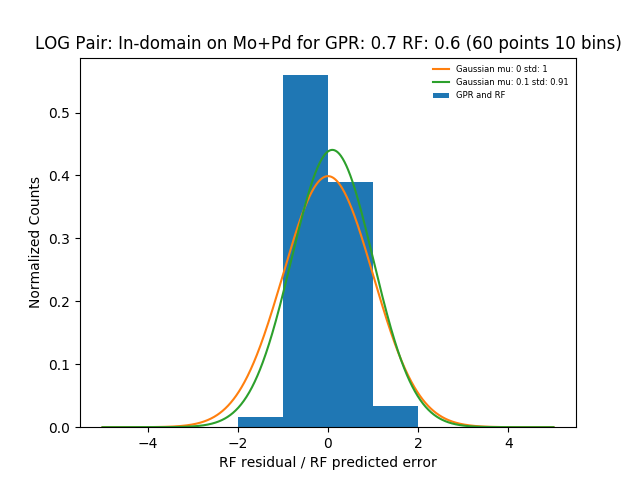 LOG Pair: In-domain on Mo+Pd for GPR: 0.7 RF: 0.6 (60 points 10 bins)
Gaussian mu: 0 std: 1
Gaussian mu: 0.1 std: 0.91
GPR and RF
Normalized Counts
0.5
0.4
0.3
0.2
0.1
0.0
−4 −2 0 2 4
RF residual / RF predicted error